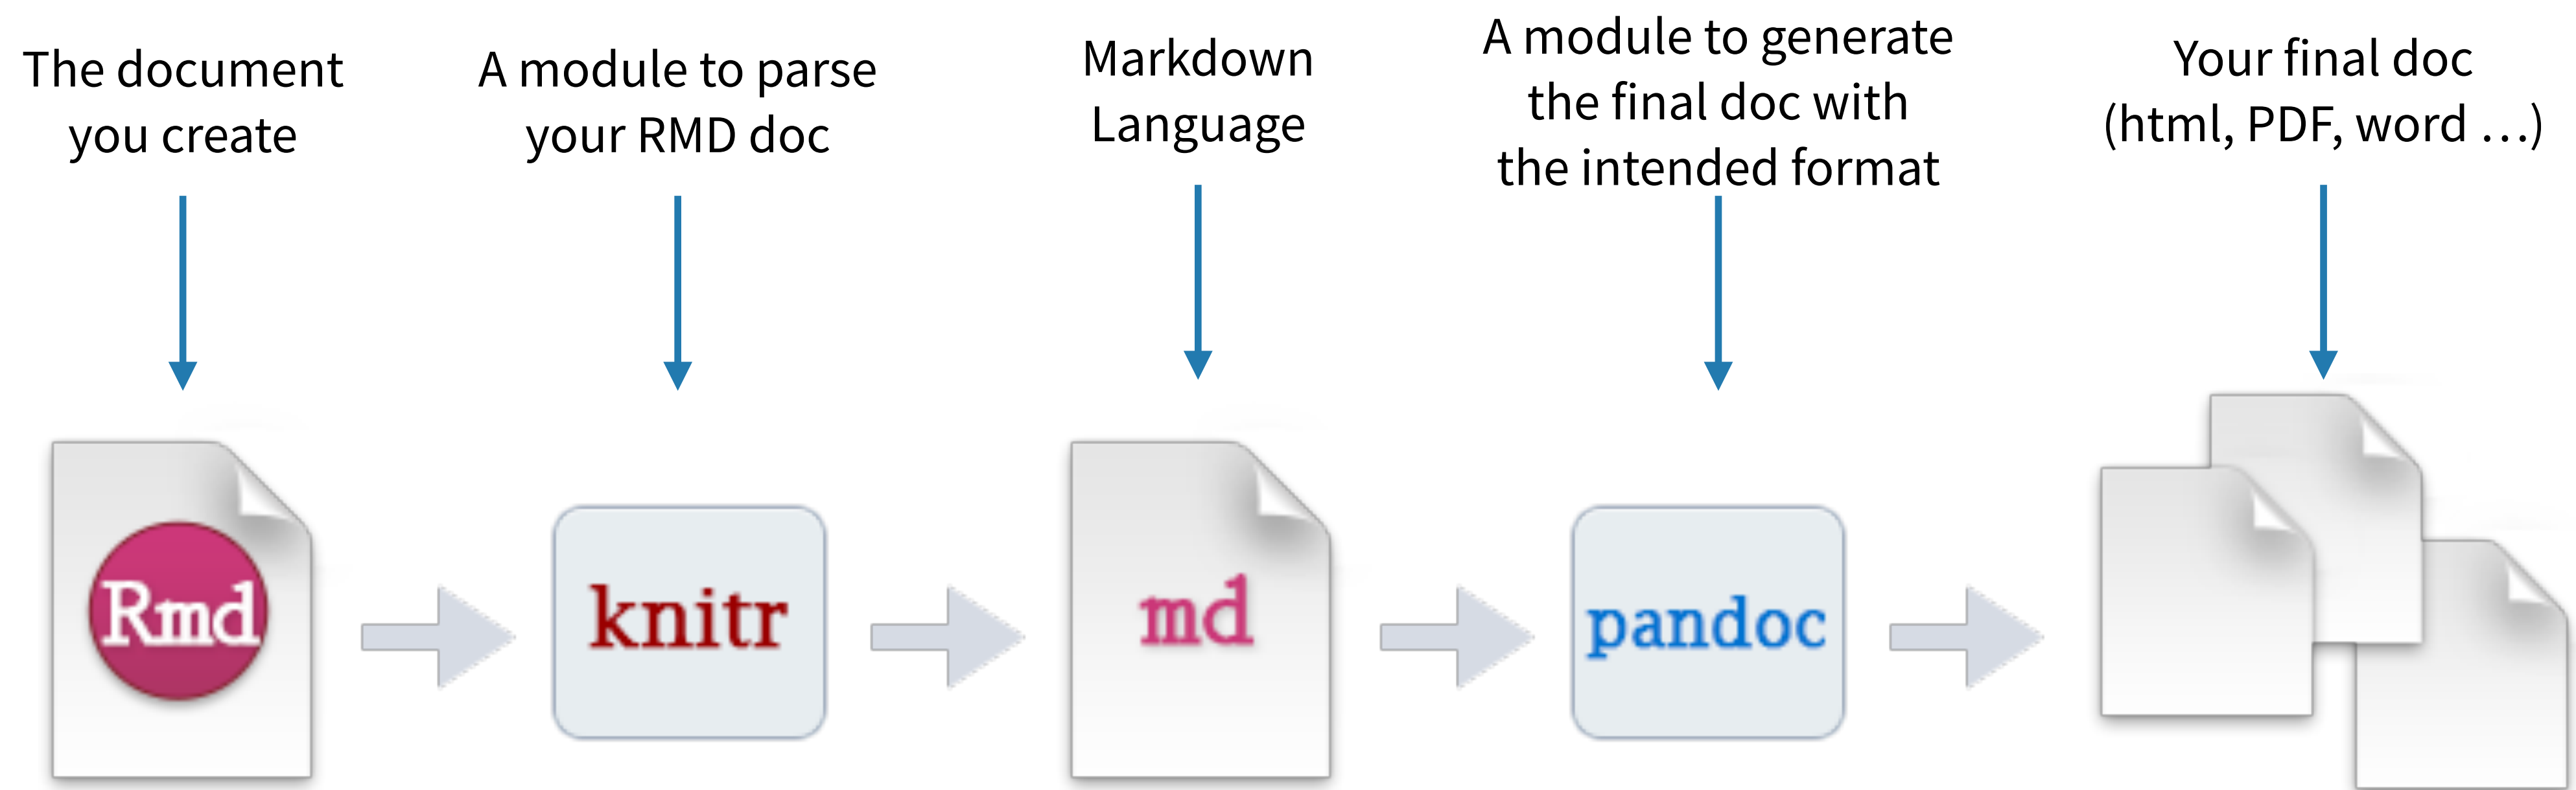 The document
you create
A module to parse
your RMD doc
Markdown
Language
A module to generate
the final doc with
the intended format
Your final doc
(html, PDF, word …)
Rmd
knitr
md
pandoc